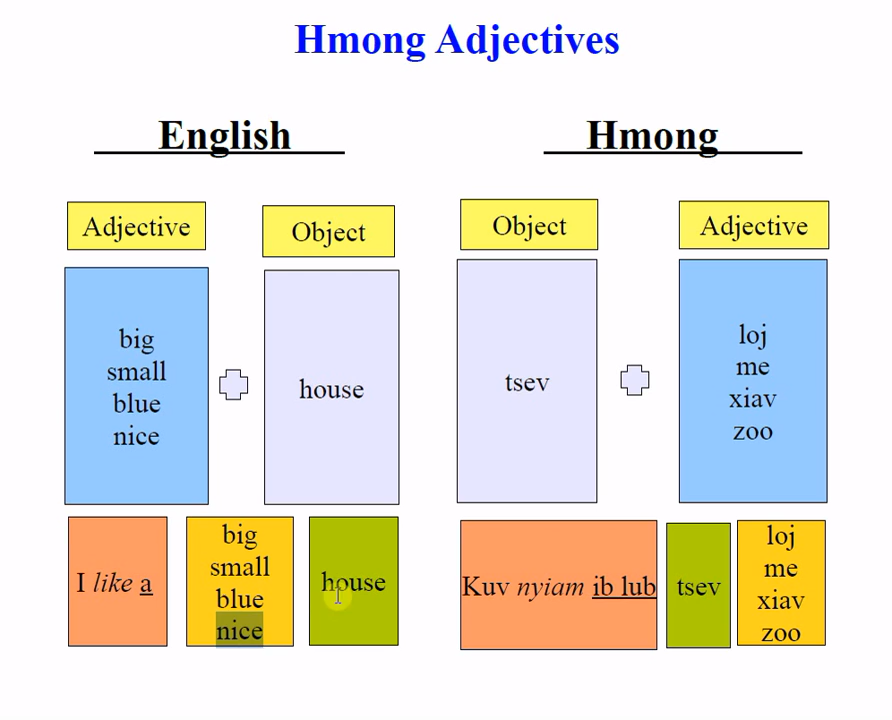 Hmong Adjectives
English
Hmong
Adjective
Object
Object
Adjective
big
small
blue
nice
house
tsev
loj
me
xiav
zoo
I like a
big
small
blue
nice
house
Kuv nyiam ib lub
tsev
loj
me
xiav
zoo